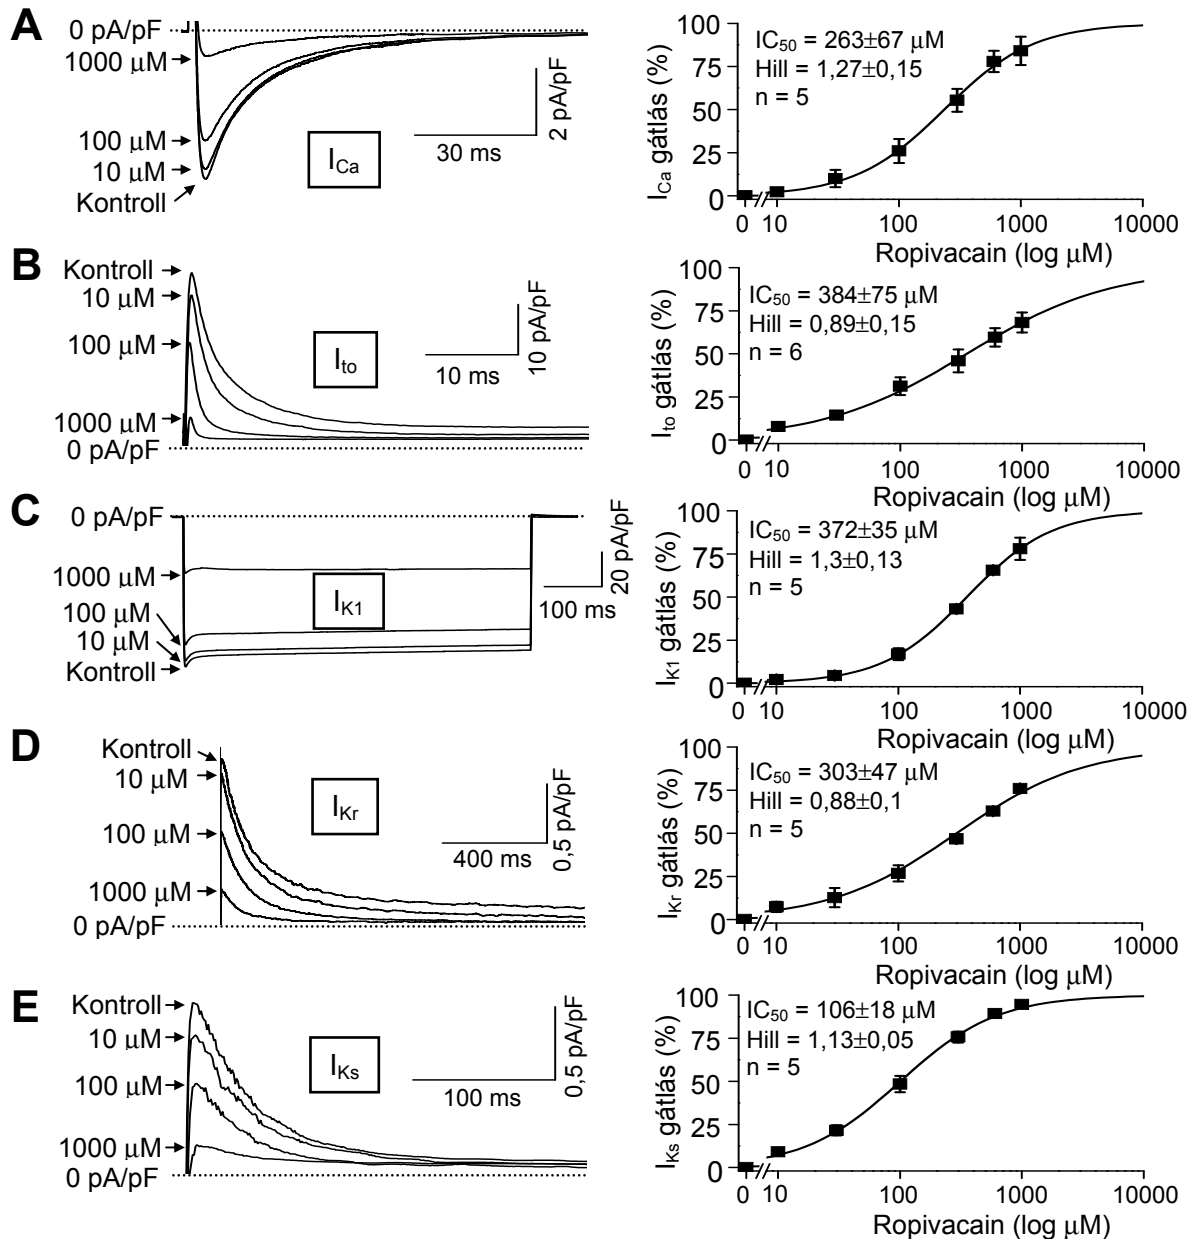 A
0 pA/pF
1000 µM
100 µM
10 µM
Kontroll
I_Ca
30 ms
2 pA/pF
I_Ca gátlás (%)
100
75
50
25
0
IC50 = 263±67 µM
Hill = 1,27±0,15
n = 5
0 10 100 1000 10000
Ropivacain (log µM)
B
Kontroll
10 µM
100 µM
1000 µM
0 pA/pF
I_to
10 ms
10 pA/pF
I_to gátlás (%)
100
75
50
25
0
IC50 = 384±75 µM
Hill = 0,89±0,15
n = 6
0 10 100 1000 10000
Ropivacain (log µM)
C
0 pA/pF
1000 µM
100 µM
10 µM
Kontroll
I_K1
100 ms
20 pA/pF
I_K1 gátlás (%)
100
75
50
25
0
IC50 = 372±35 µM
Hill = 1,3±0,13
n = 5
0 10 100 1000 10000
Ropivacain (log µM)
D
Kontroll
10 µM
100 µM
1000 µM
0 pA/pF
I_Kr
400 ms
0,5 pA/pF
I_Kr gátlás (%)
100
75
50
25
0
IC50 = 303±47 µM
Hill = 0,88±0,1
n = 5
0 10 100 1000 10000
Ropivacain (log µM)
E
Kontroll
10 µM
100 µM
1000 µM
0 pA/pF
I_Ks
100 ms
0,5 pA/pF
I_Ks gátlás (%)
100
75
50
25
0
IC50 = 106±18 µM
Hill = 1,13±0,05
n = 5
0 10 100 1000 10000
Ropivacain (log µM)